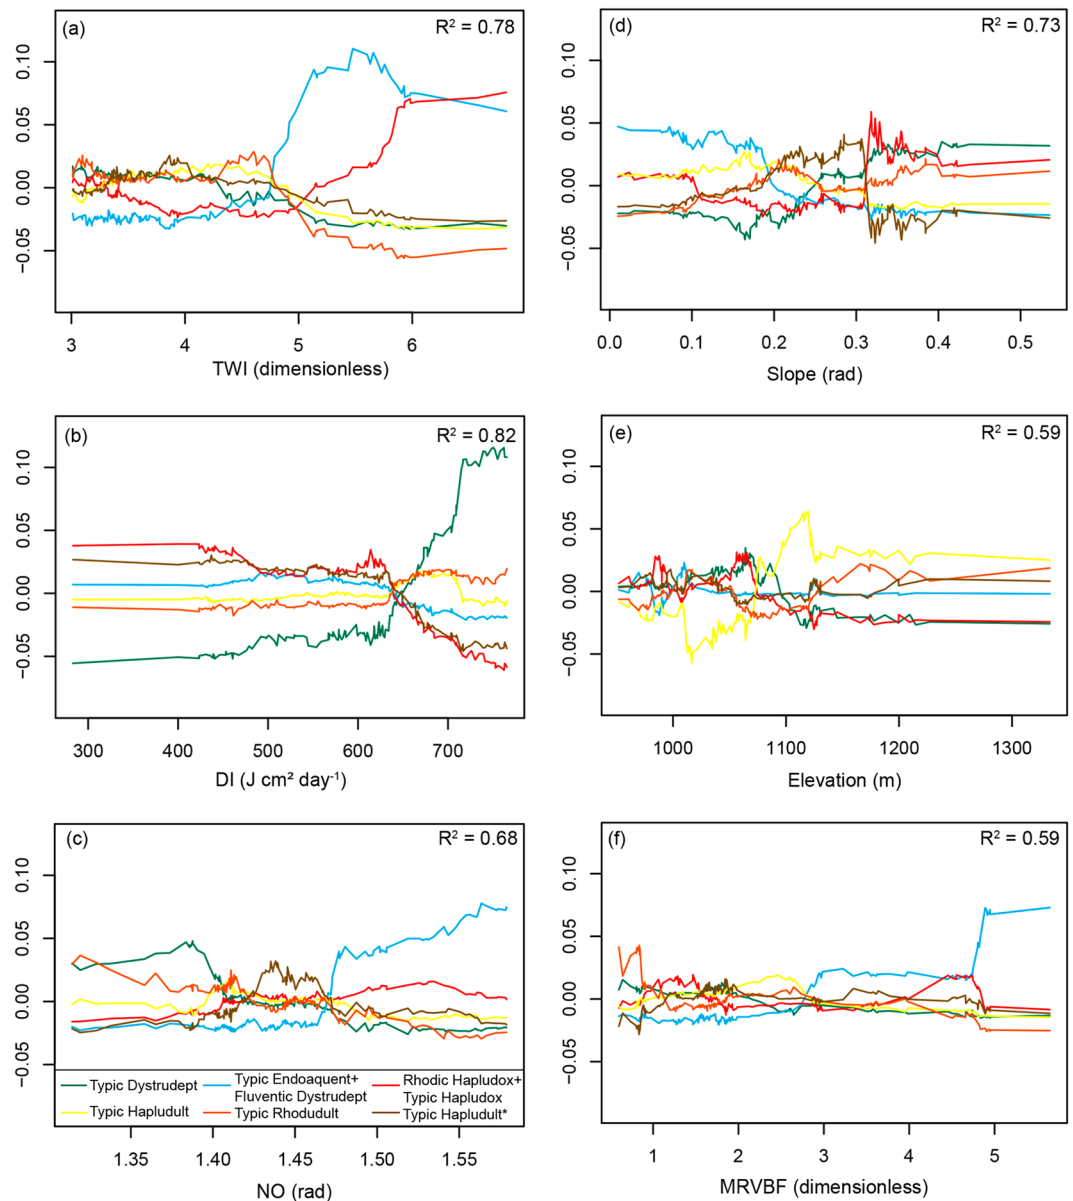 (a)
R² = 0.78
0.10
0.05
0.00
−0.05
3 4 5 6
TWI (dimensionless)
(d)
R² = 0.73
0.10
0.05
0.00
−0.05
0.0 0.1 0.2 0.3 0.4 0.5
Slope (rad)
(b)
R² = 0.82
0.10
0.05
0.00
−0.05
300 400 500 600 700
DI (J cm² day⁻¹)
(e)
R² = 0.59
0.10
0.05
0.00
−0.05
1000 1100 1200 1300
Elevation (m)
(c)
R² = 0.68
0.10
0.05
0.00
−0.05
Typic Dystrudept
Typic Endoaquent+
Fluventic Dystrudept
Rhodic Hapludox+
Typic Hapludox
Typic Hapludult
Typic Rhodudult
Typic Hapludult*
1.35 1.40 1.45 1.50 1.55
NO (rad)
(f)
R² = 0.59
0.10
0.05
0.00
−0.05
1 2 3 4 5
MRVBF (dimensionless)